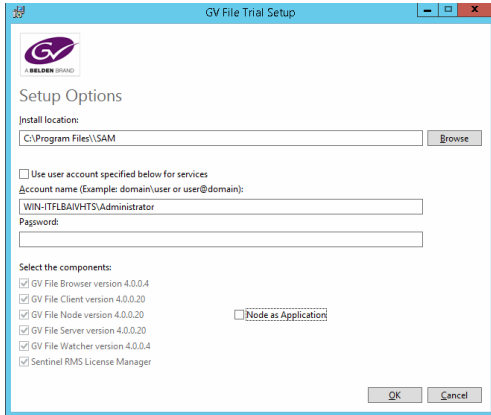 GV File Trial Setup
GV
A BELDEN BRAND
Setup Options
Install location:
C:\Program Files\\SAM
Browse
Use user account specified below for services
Account name (Example: domain\user or user@domain):
WIN-ITFLBAIVHTS\Administrator
Password:
Select the components:
GV File Browser version 4.0.0.4
GV File Client version 4.0.0.20
GV File Node version 4.0.0.20
Node as Application
GV File Server version 4.0.0.20
GV File Watcher version 4.0.0.4
Sentinel RMS License Manager
OK
Cancel